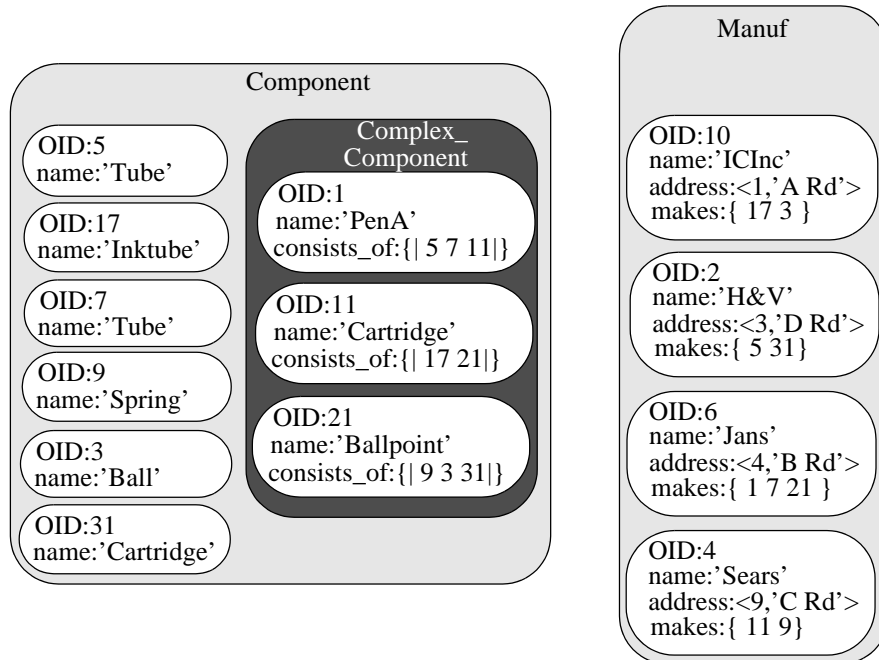 Component
OID:5
name:’Tube’
OID:17
name:’Inktube’
OID:7
name:’Tube’
OID:9
name:’Spring’
OID:3
name:’Ball’
OID:31
name:’Cartridge’
Complex_
Component
OID:1
name:’PenA’
consists_of:{| 5 7 11|}
OID:11
name:’Cartridge’
consists_of:{| 17 21|}
OID:21
name:’Ballpoint’
consists_of:{| 9 3 31|}
Manuf
OID:10
name:’ICInc’
address:<1,’A Rd’>
makes:{ 17 3 }
OID:2
name:’H&V’
address:<3,’D Rd’>
makes:{ 5 31}
OID:6
name:’Jans’
address:<4,’B Rd’>
makes:{ 1 7 21 }
OID:4
name:’Sears’
address:<9,’C Rd’>
makes:{ 11 9}